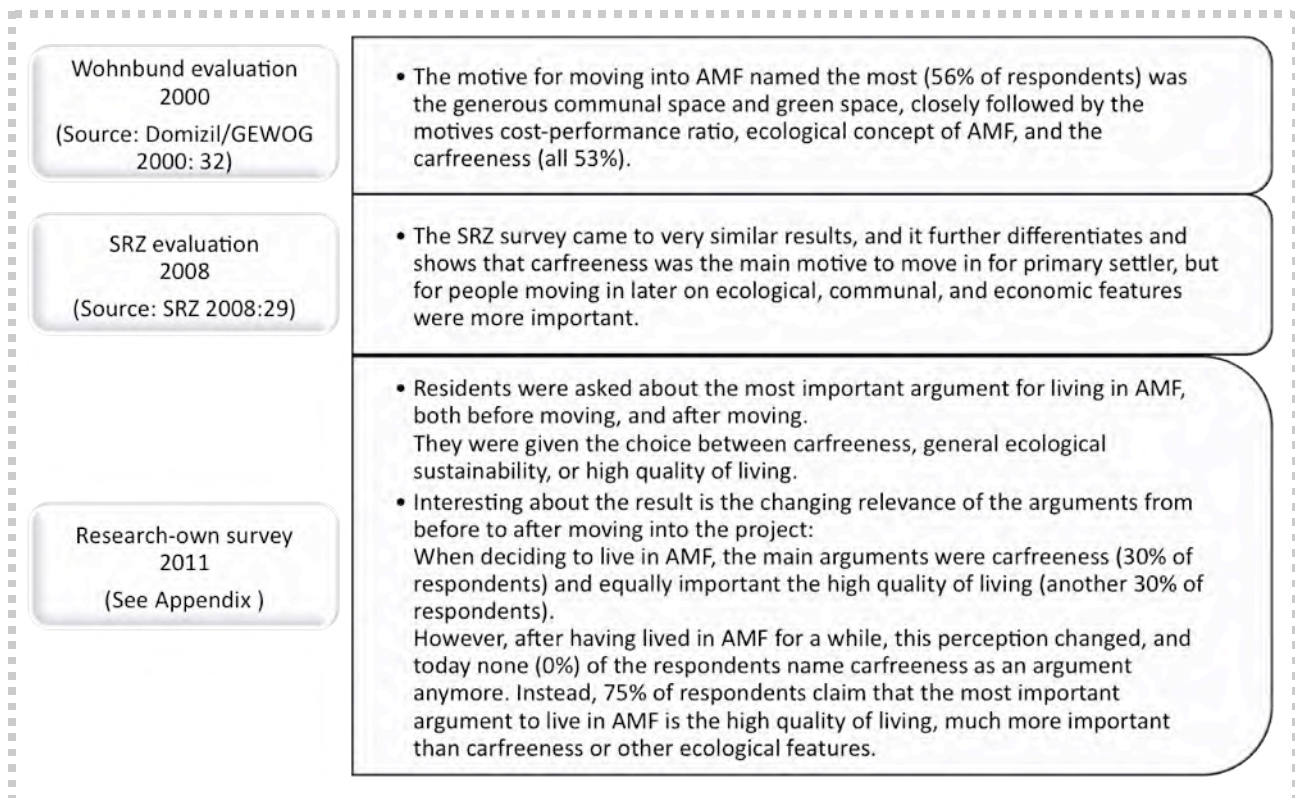 Wohnbund evaluation
2000
(Source: Domizil/GEWOG
2000: 32)
• The motive for moving into AMF named the most (56% of respondents) was
the generous communal space and green space, closely followed by the
motives cost-performance ratio, ecological concept of AMF, and the
carfreeness (all 53%).
SRZ evaluation
2008
(Source: SRZ 2008:29)
• The SRZ survey came to very similar results, and it further differentiates and
shows that carfreeness was the main motive to move in for primary settler, but
for people moving in later on ecological, communal, and economic features
were more important.
Research-own survey
2011
(See Appendix )
• Residents were asked about the most important argument for living in AMF,
both before moving, and after moving.
They were given the choice between carfreeness, general ecological
sustainability, or high quality of living.
• Interesting about the result is the changing relevance of the arguments from
before to after moving into the project:
When deciding to live in AMF, the main arguments were carfreeness (30% of
respondents) and equally important the high quality of living (another 30% of
respondents).
However, after having lived in AMF for a while, this perception changed, and
today none (0%) of the respondents name carfreeness as an argument
anymore. Instead, 75% of respondents claim that the most important
argument to live in AMF is the high quality of living, much more important
than carfreeness or other ecological features.